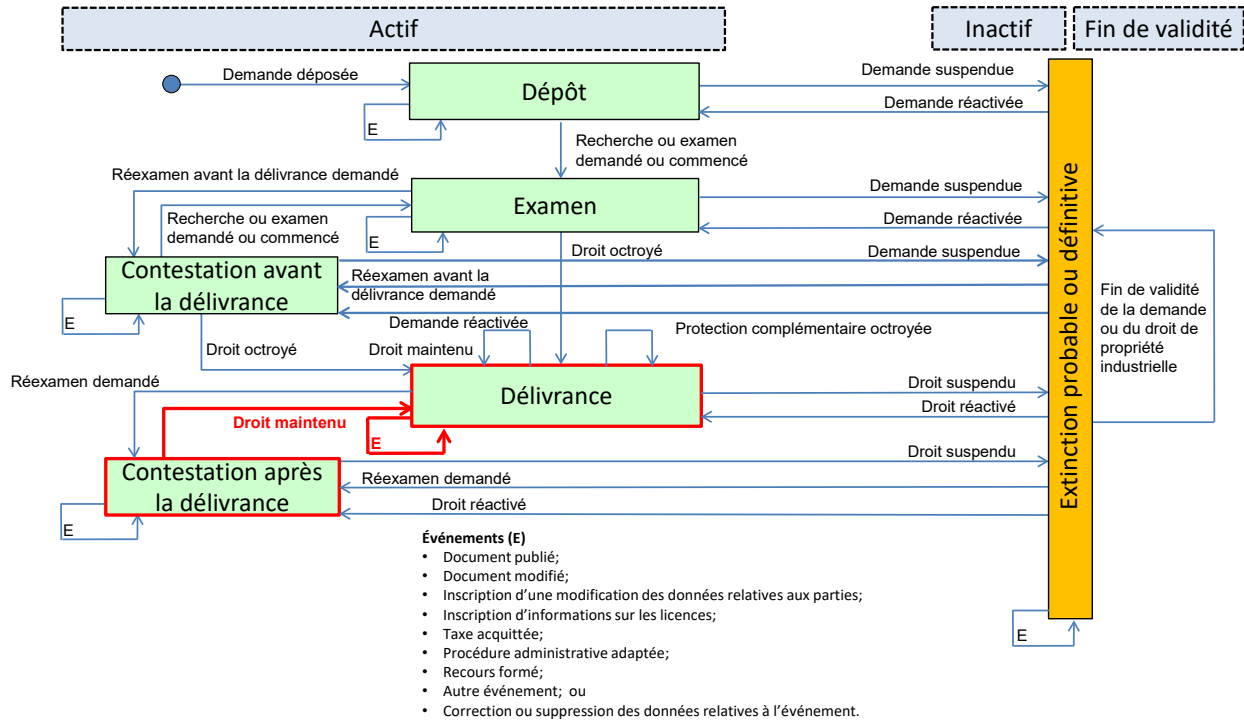 Actif
Inactif
Fin de validité
Demande déposée
Dépôt
Demande suspendue
Demande réactivée
E
Recherche ou examen
demandé ou commencé
Réexamen avant la délivrance demandé
Examen
Demande suspendue
Recherche ou examen
demandé ou commencé
E
Demande réactivée
Droit octroyé
Demande suspendue
Contestation avant
la délivrance
Réexamen avant la
délivrance demandé
E
Demande réactivée
Protection complémentaire octroyée
Droit octroyé
Droit maintenu
Fin de validité
de la demande
ou du droit de
propriété
industrielle
Extinction probable ou définitive
Réexamen demandé
Délivrance
Droit suspendu
Droit réactivé
Droit maintenu
E
Contestation après
la délivrance
Droit suspendu
Réexamen demandé
Droit réactivé
E
Événements (E)
• Document publié;
• Document modifié;
• Inscription d'une modification des données relatives aux parties;
• Inscription d'informations sur les licences;
• Taxe acquittée;
• Procédure administrative adaptée;
• Recours formé;
• Autre événement; ou
• Correction ou suppression des données relatives à l'événement.
E